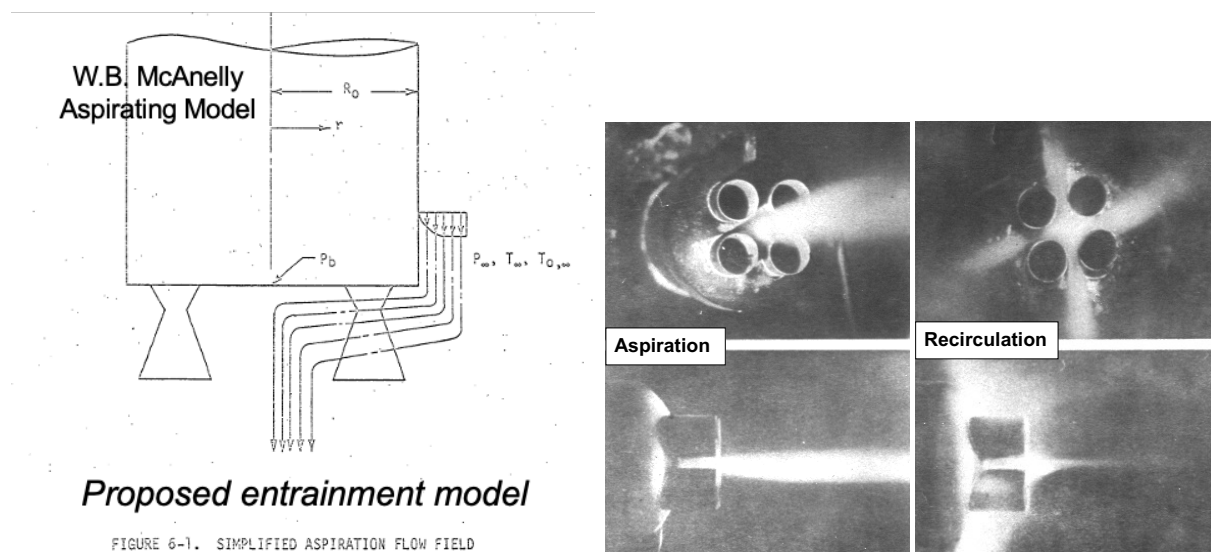 W.B. McAnelly
Aspirating Model
R₀
r
Pb
P∞, T∞, T₀,∞
Proposed entrainment model
FIGURE 6-1. SIMPLIFIED ASPIRATION FLOW FIELD
Aspiration
Recirculation